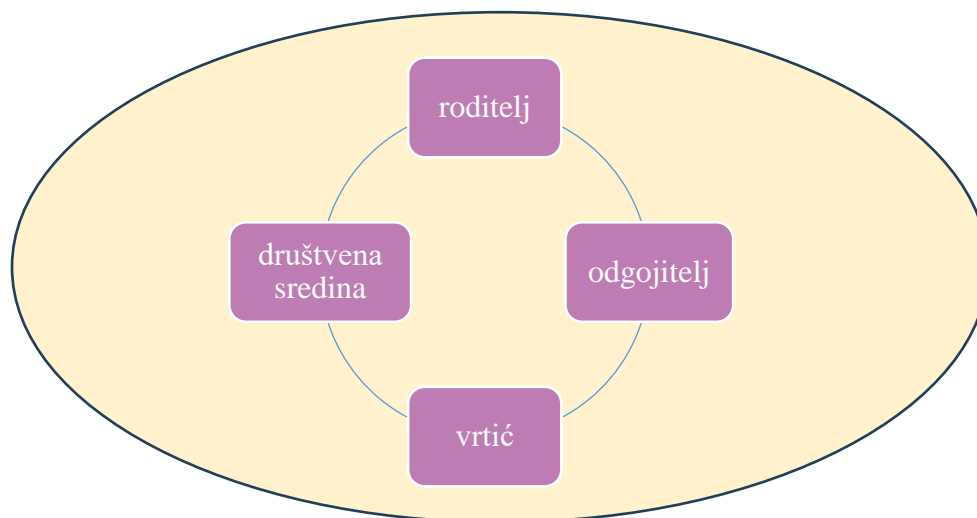 roditelj
društvena
sredina
odgojitelj
vrtić